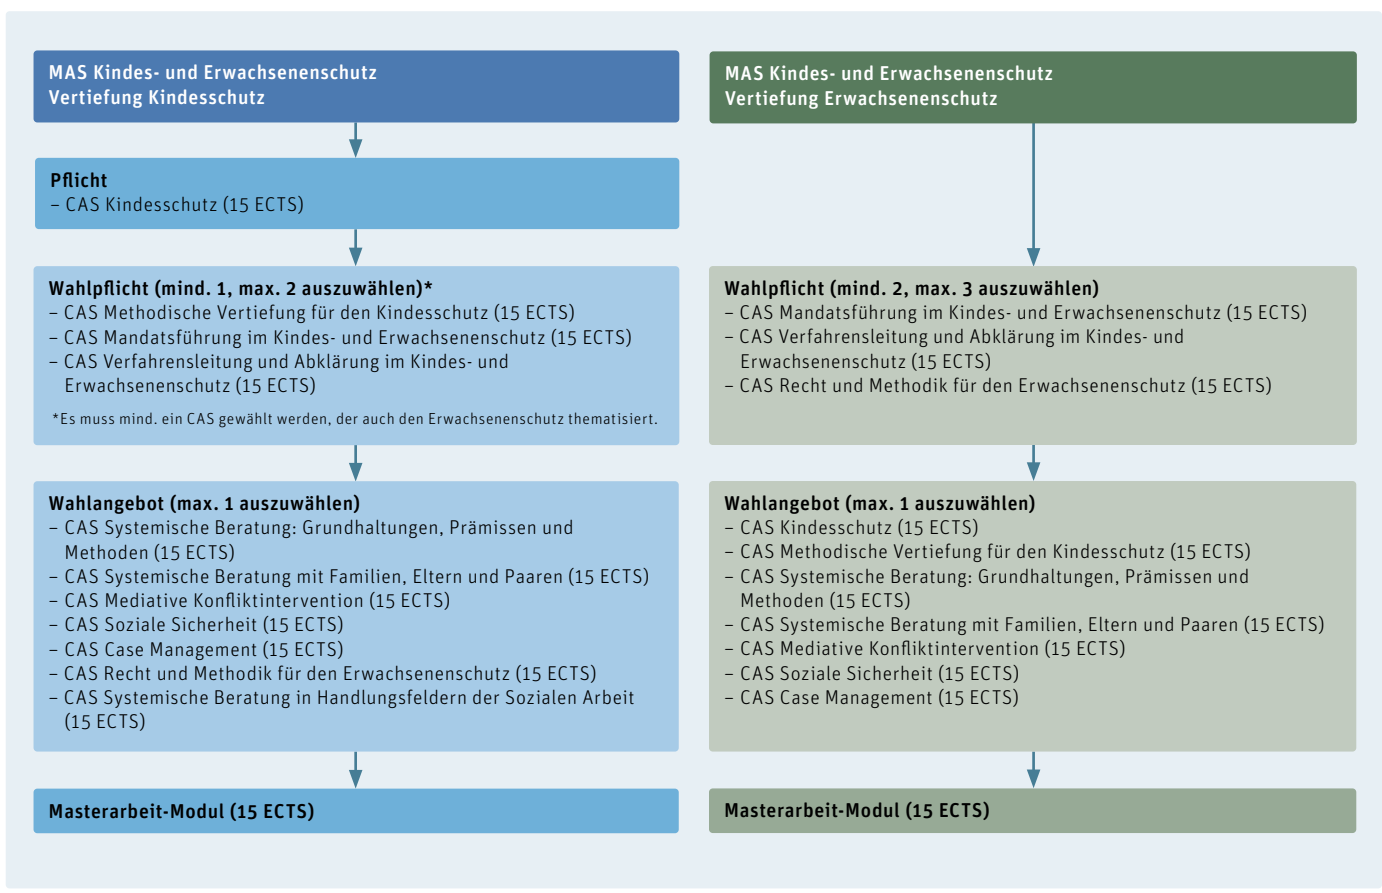 MAS Kindes- und Erwachsenenschutz
Vertiefung Kindesschutz
Pflicht
– CAS Kindesschutz (15 ECTS)
Wahlpflicht (mind. 1, max. 2 auszuwählen)*
– CAS Methodische Vertiefung für den Kindesschutz (15 ECTS)
– CAS Mandatsführung im Kindes- und Erwachsenenschutz (15 ECTS)
– CAS Verfahrensleitung und Abklärung im Kindes- und
Erwachsenenschutz (15 ECTS)
*Es muss mind. ein CAS gewählt werden, der auch den Erwachsenenschutz thematisiert.
Wahlangebot (max. 1 auszuwählen)
– CAS Systemische Beratung: Grundhaltungen, Prämissen und
Methoden (15 ECTS)
– CAS Systemische Beratung mit Familien, Eltern und Paaren (15 ECTS)
– CAS Mediative Konfliktintervention (15 ECTS)
– CAS Soziale Sicherheit (15 ECTS)
– CAS Case Management (15 ECTS)
– CAS Recht und Methodik für den Erwachsenenschutz (15 ECTS)
– CAS Systemische Beratung in Handlungsfeldern der Sozialen Arbeit
(15 ECTS)
Masterarbeit-Modul (15 ECTS)
MAS Kindes- und Erwachsenenschutz
Vertiefung Erwachsenenschutz
Wahlpflicht (mind. 2, max. 3 auszuwählen)
– CAS Mandatsführung im Kindes- und Erwachsenenschutz (15 ECTS)
– CAS Verfahrensleitung und Abklärung im Kindes- und
Erwachsenenschutz (15 ECTS)
– CAS Recht und Methodik für den Erwachsenenschutz (15 ECTS)
Wahlangebot (max. 1 auszuwählen)
– CAS Kindesschutz (15 ECTS)
– CAS Methodische Vertiefung für den Kindesschutz (15 ECTS)
– CAS Systemische Beratung: Grundhaltungen, Prämissen und
Methoden (15 ECTS)
– CAS Systemische Beratung mit Familien, Eltern und Paaren (15 ECTS)
– CAS Mediative Konfliktintervention (15 ECTS)
– CAS Soziale Sicherheit (15 ECTS)
– CAS Case Management (15 ECTS)
Masterarbeit-Modul (15 ECTS)